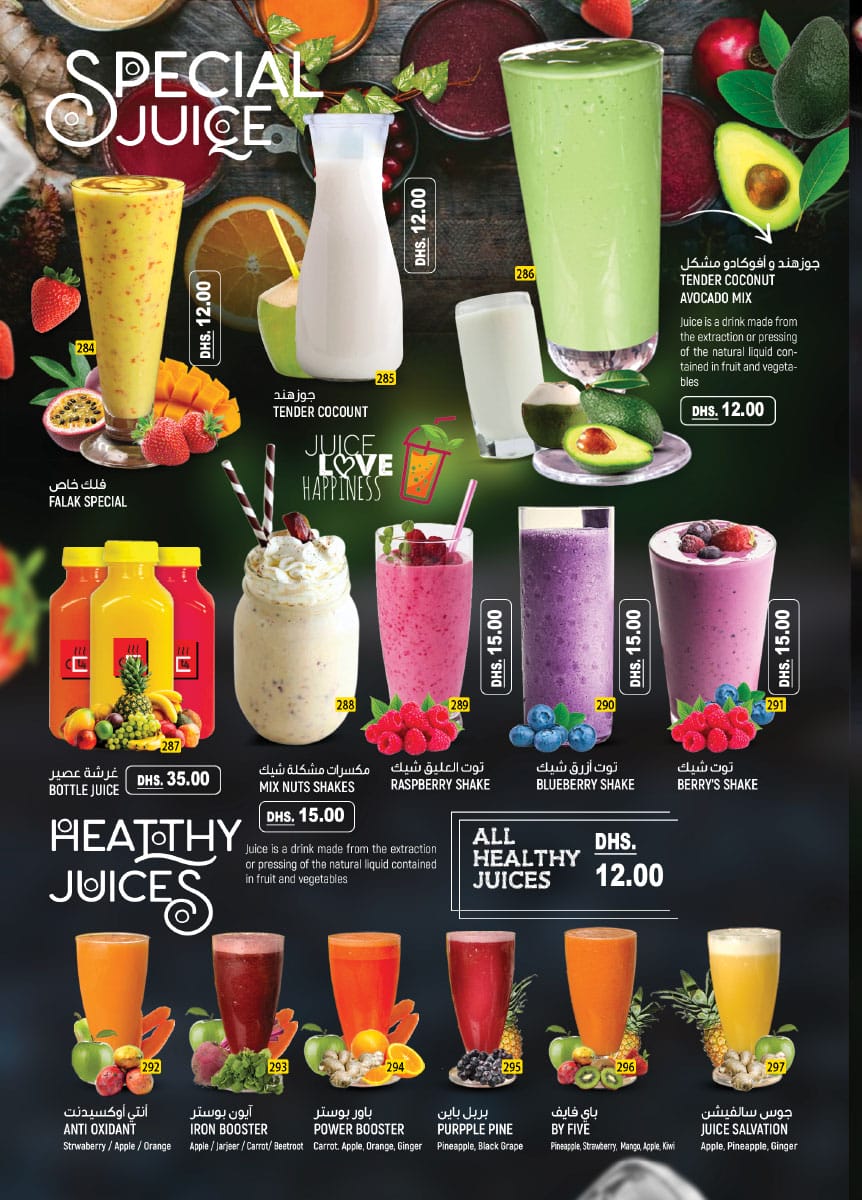 SPECIAL
JUICE
284
DHS. 12.00
فلك خاص
FALAK SPECIAL
DHS. 12.00
285
جوزهند
TENDER COCOUNT
286
جوزهند و أفوكادو مشكل
TENDER COCONUT
AVOCADO MIX
Juice is a drink made from
the extraction or pressing
of the natural liquid con-
tained in fruit and vegeta-
bles
DHS. 12.00
JUICE
LOVE
HAPPINESS
287
غرشة عصير
BOTTLE JUICE
DHS. 35.00
288
مكسرات مشكلة شيك
MIX NUTS SHAKES
DHS. 15.00
289
DHS. 15.00
توت العليق شيك
RASPBERRY SHAKE
290
DHS. 15.00
توت أزرق شيك
BLUEBERRY SHAKE
291
DHS. 15.00
توت شيك
BERRY'S SHAKE
HEALTHY
JUICES
Juice is a drink made from the extraction
or pressing of the natural liquid contained
in fruit and vegetables
ALL
HEALTHY
JUICES
DHS.
12.00
292
أنتي أوكسيدنت
ANTI OXIDANT
Strwaberry / Apple / Orange
293
آيون بوستر
IRON BOOSTER
Apple / Jarjeer / Carrot/ Beetroot
294
باور بوستر
POWER BOOSTER
Carrot. Apple, Orange, Ginger
295
بربل باين
PURPPLE PINE
Pineapple, Black Grape
296
باي فايف
BY FIVE
Pineapple, Strawberry, Mango, Apple, Kiwi
297
جوس سالفيشن
JUICE SALVATION
Apple, Pineapple, Ginger